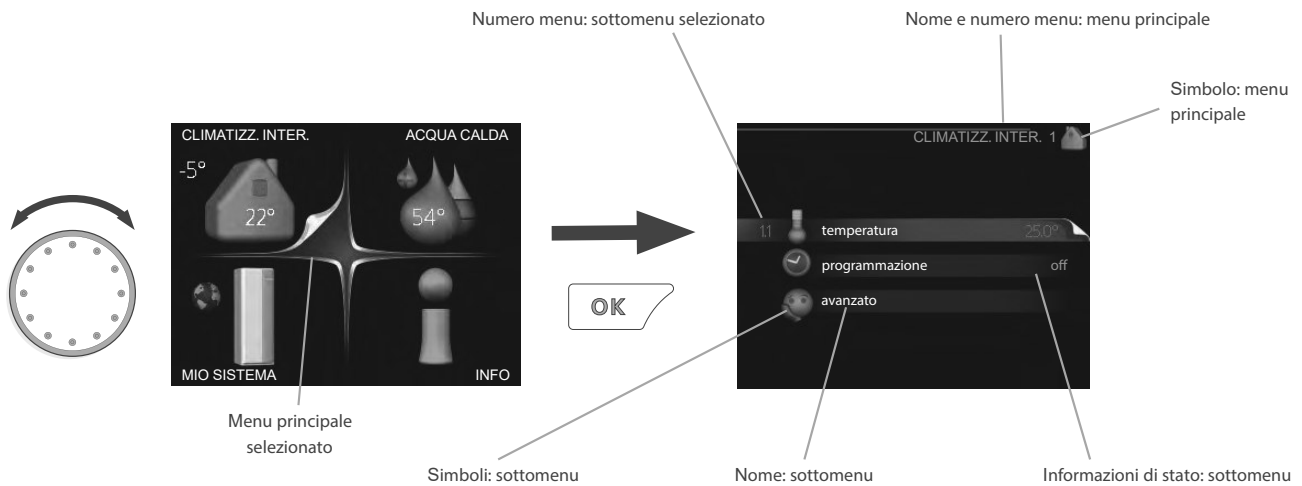 Numero menu: sottomenu selezionato
Nome e numero menu: menu principale
Simbolo: menu
principale
CLIMATIZZ. INTER.
ACQUA CALDA
-5°
22°
54°
MIO SISTEMA
INFO
Menu principale
selezionato
OK
CLIMATIZZ. INTER. 1
1.1 temperatura 25.0°
programmazione off
avanzato
Simboli: sottomenu
Nome: sottomenu
Informazioni di stato: sottomenu